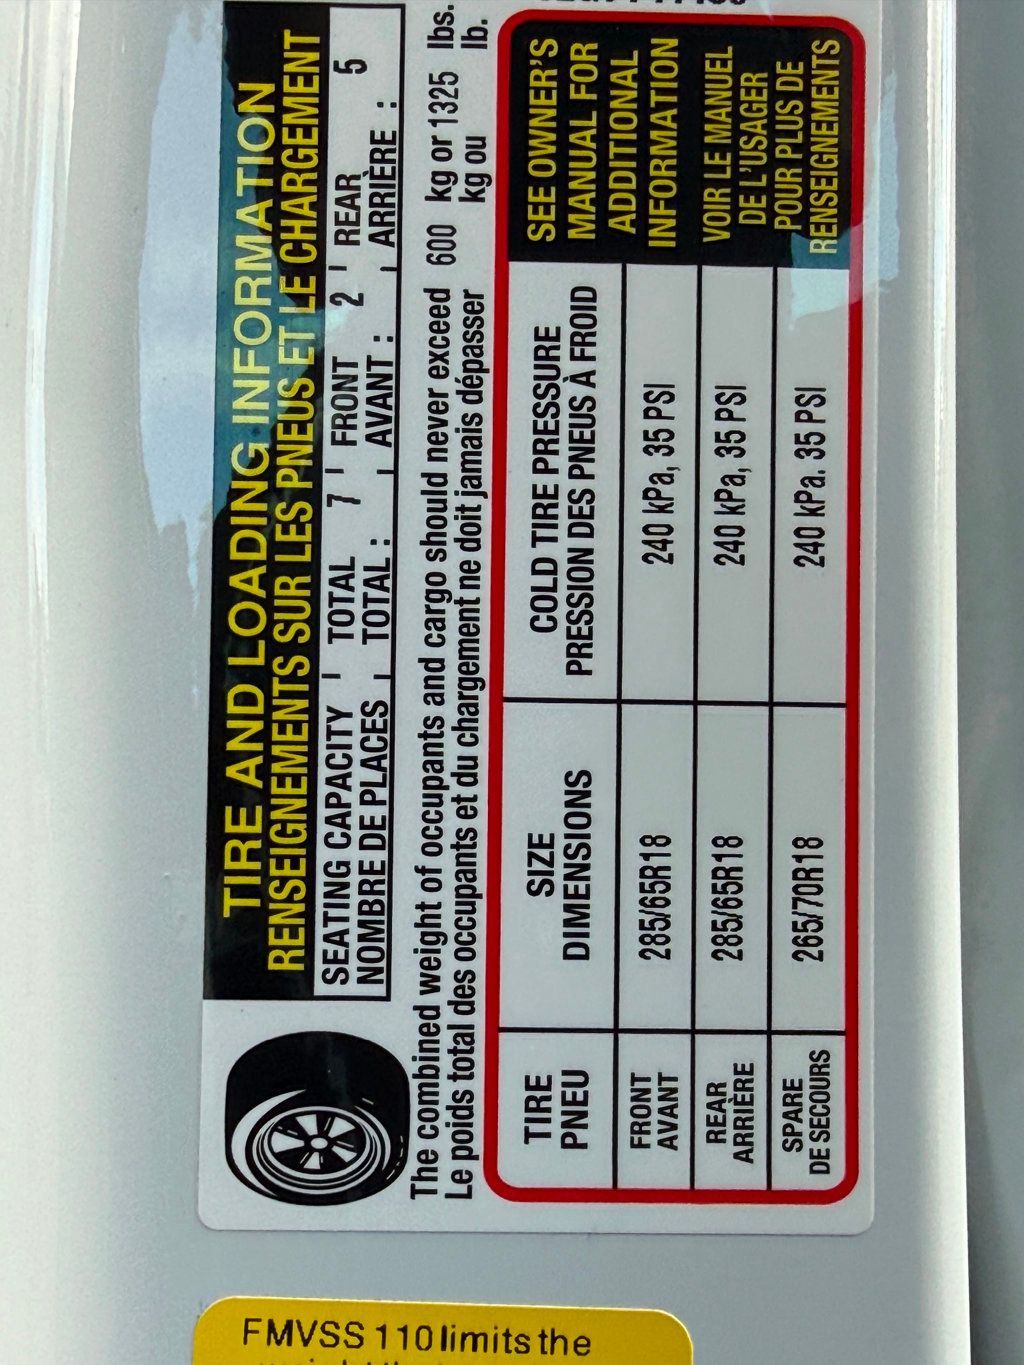 TIRE AND LOADING INFORMATION
RENSEIGNEMENTS SUR LES PNEUS ET LE CHARGEMENT
SEATING CAPACITY TOTAL 7 FRONT 2 REAR 5
NOMBRE DE PLACES TOTAL : AVANT : ARRIÈRE :
The combined weight of occupants and cargo should never exceed 600 kg or 1325 lbs.
Le poids total des occupants et du chargement ne doit jamais dépasser kg ou lb.
TIRE SIZE COLD TIRE PRESSURE
PNEU DIMENSIONS PRESSION DES PNEUS À FROID
FRONT
AVANT
285/65R18 240 kPa, 35 PSI
REAR
ARRIÈRE
285/65R18 240 kPa, 35 PSI
SPARE
DE SECOURS
265/70R18 240 kPa. 35 PSI
SEE OWNER'S
MANUAL FOR
ADDITIONAL
INFORMATION
VOIR LE MANUEL
DE L'USAGER
POUR PLUS DE
RENSEIGNEMENTS
FMVSS 110 limits the